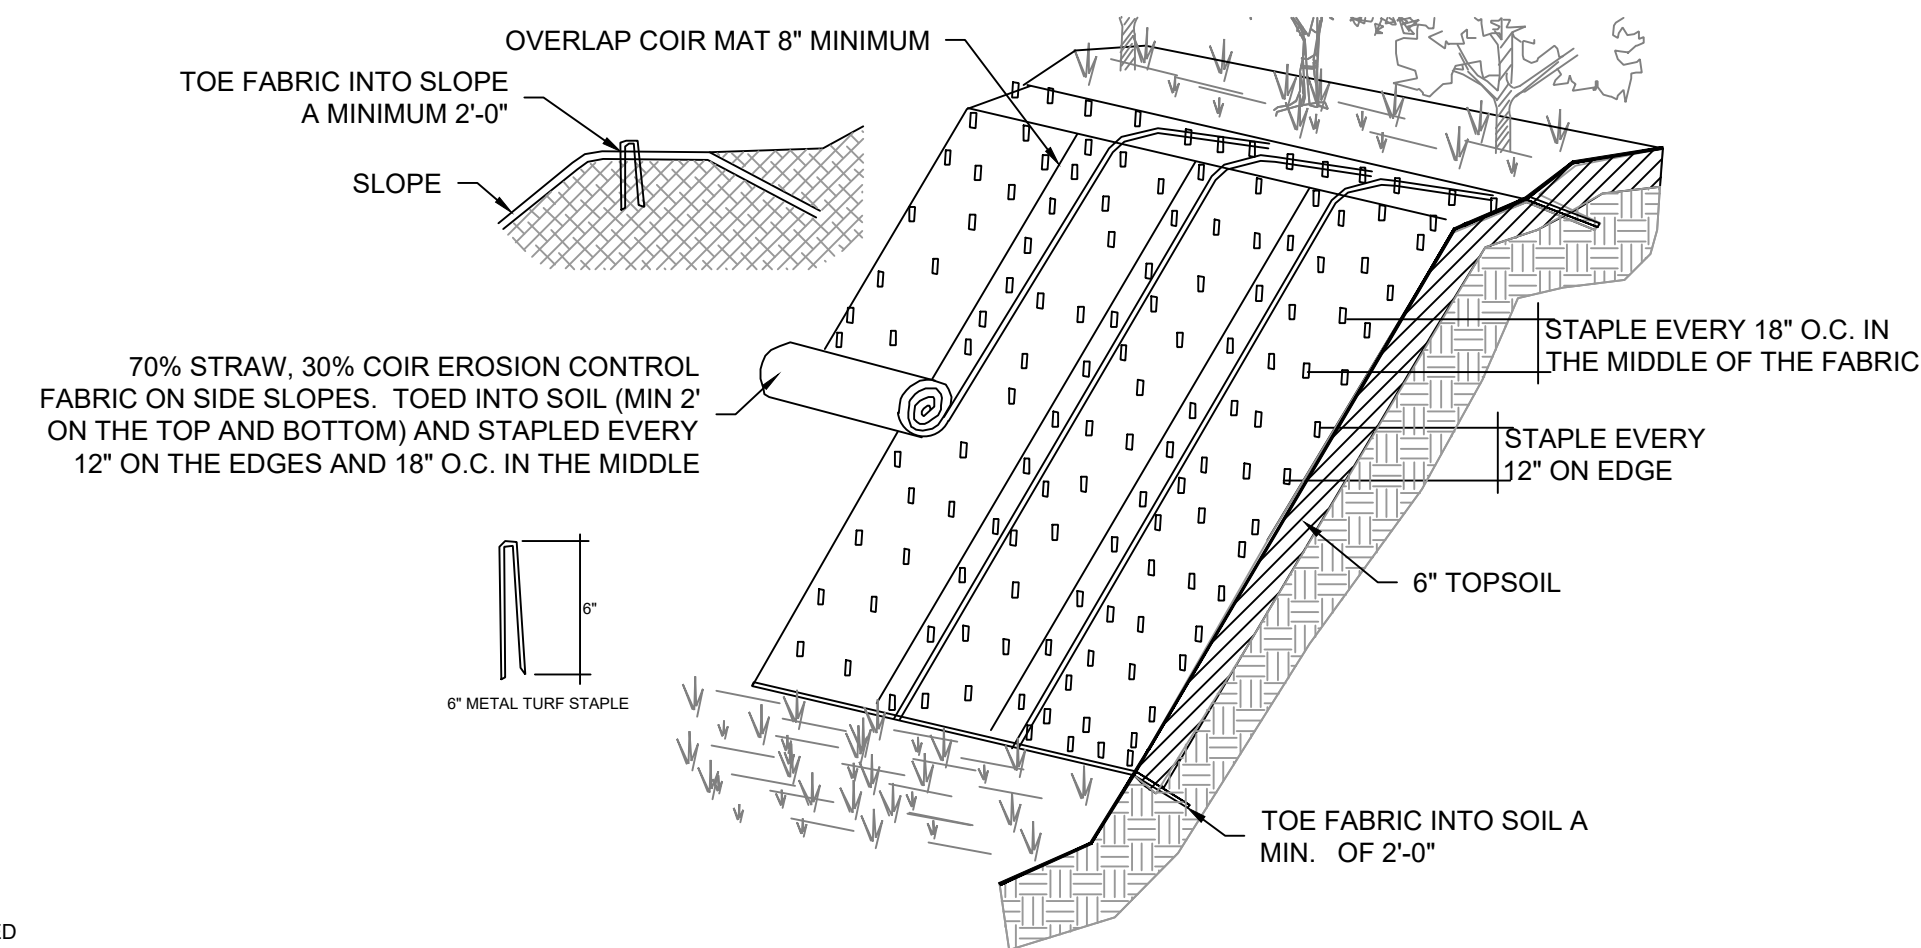 OVERLAP COIR MAT 8" MINIMUM
TOE FABRIC INTO SLOPE
A MINIMUM 2'-0"
SLOPE
70% STRAW, 30% COIR EROSION CONTROL
FABRIC ON SIDE SLOPES. TOED INTO SOIL (MIN 2'
ON THE TOP AND BOTTOM) AND STAPLED EVERY
12" ON THE EDGES AND 18" O.C. IN THE MIDDLE
STAPLE EVERY 18" O.C. IN
THE MIDDLE OF THE FABRIC
STAPLE EVERY
12" ON EDGE
6" TOPSOIL
6"
6" METAL TURF STAPLE
TOE FABRIC INTO SOIL A
MIN. OF 2'-0"